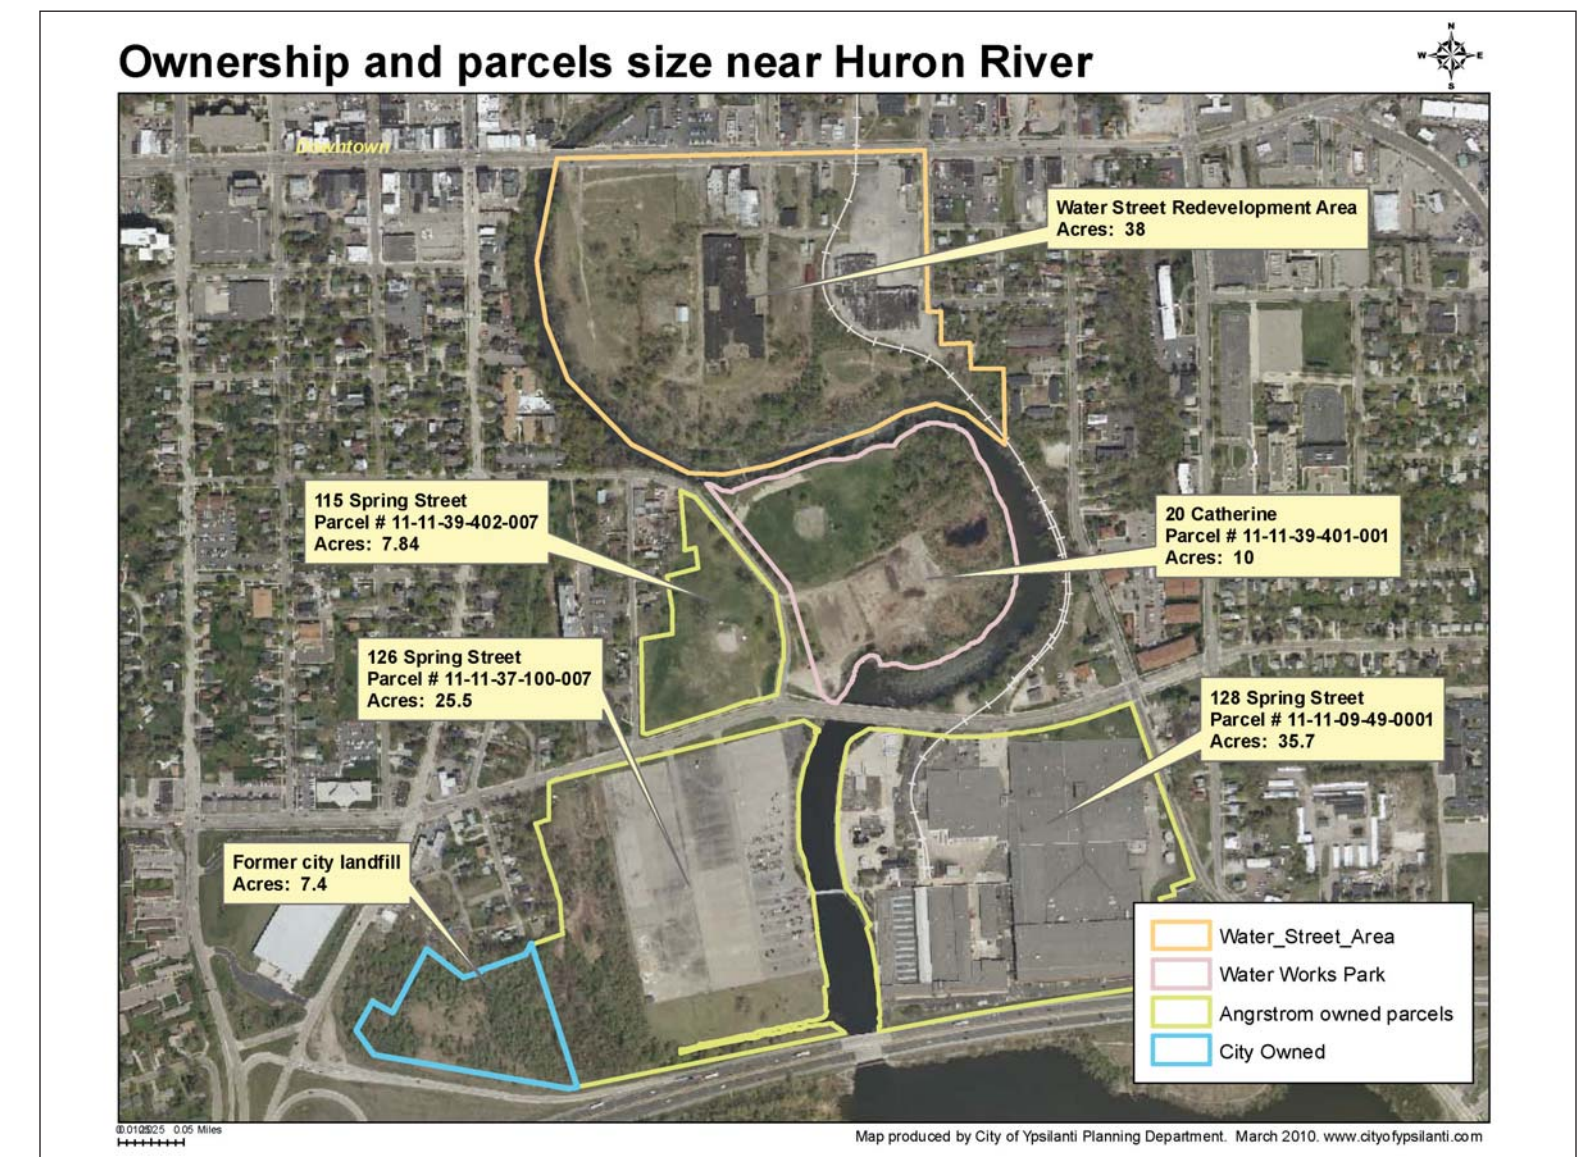 Ownership and parcels size near Huron River
N
W
E
S
Downtown
Water Street Redevelopment Area
Acres: 38
115 Spring Street
Parcel # 11-11-39-402-007
Acres: 7.84
20 Catherine
Parcel # 11-11-39-401-001
Acres: 10
126 Spring Street
Parcel # 11-11-37-100-007
Acres: 25.5
128 Spring Street
Parcel # 11-11-09-49-0001
Acres: 35.7
Former city landfill
Acres: 7.4
Water_Street_Area
Water Works Park
Angrstrom owned parcels
City Owned
0.05 Miles
Map produced by City of Ypsilanti Planning Department. March 2010. www.cityofypsilanti.com